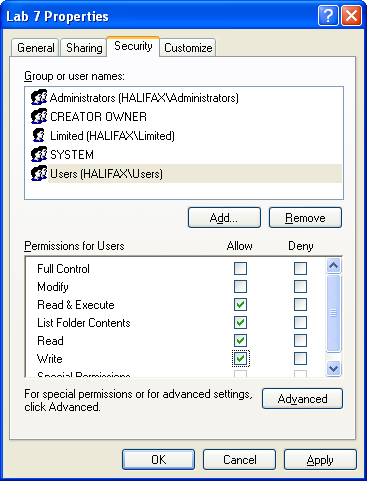 Lab 7 Properties
General Sharing Security Customize
Group or user names:
Administrators (HALIFAX\Administrators)
CREATOR OWNER
Limited (HALIFAX\Limited)
SYSTEM
Users (HALIFAX\Users)
Add... Remove
Permissions for Users Allow Deny
Full Control
Modify
Read & Execute
List Folder Contents
Read
Write
Special Permissions
For special permissions or for advanced settings,
click Advanced.
Advanced
OK Cancel Apply